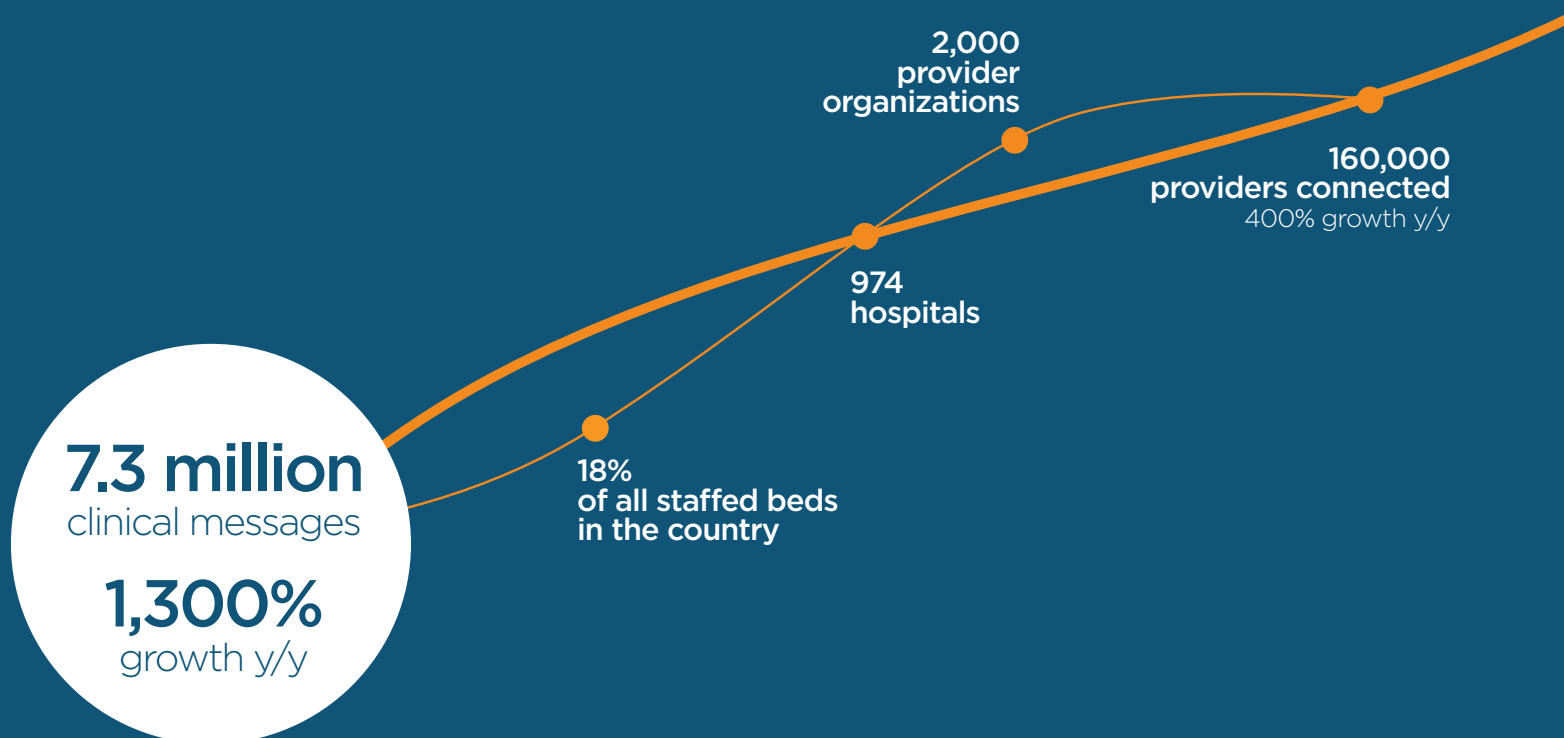 2,000
provider
organizations
160,000
providers connected
400% growth y/y
974
hospitals
7.3 million
clinical messages
1,300%
growth y/y
18%
of all staffed beds
in the country